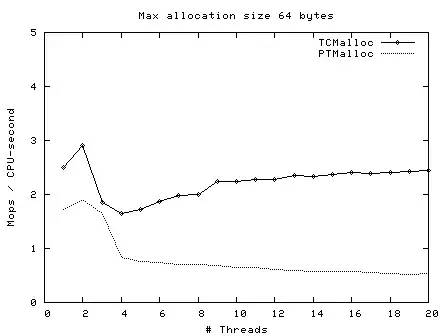 Max allocation size 64 bytes
TCMalloc
PTMalloc
5
4
3
2
1
0
Mops / CPU-second
0 2 4 6 8 10 12 14 16 18 20
# Threads